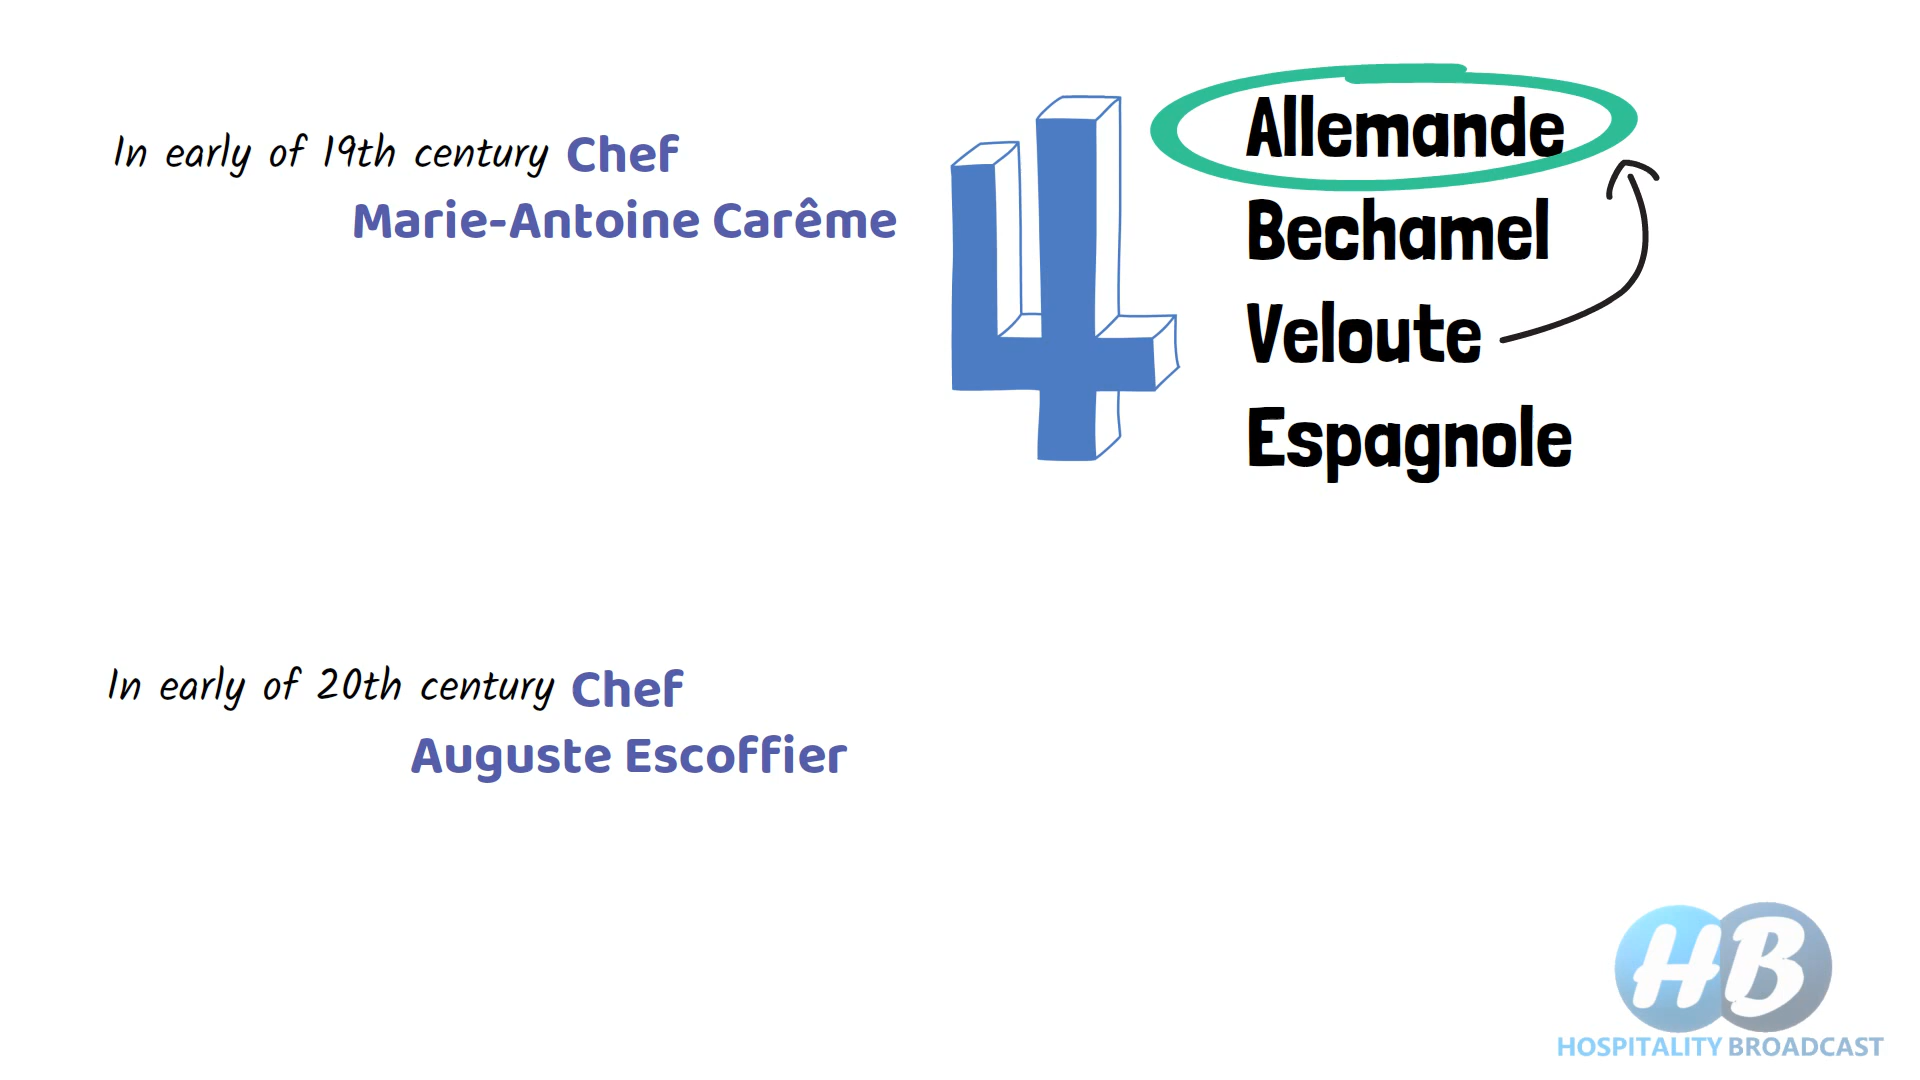 In early of 19th century Chef
Marie-Antoine Carême
4
Allemande
Bechamel
Veloute
Espagnole
In early of 20th century Chef
Auguste Escoffier
HB
HOSPITALITY BROADCAST